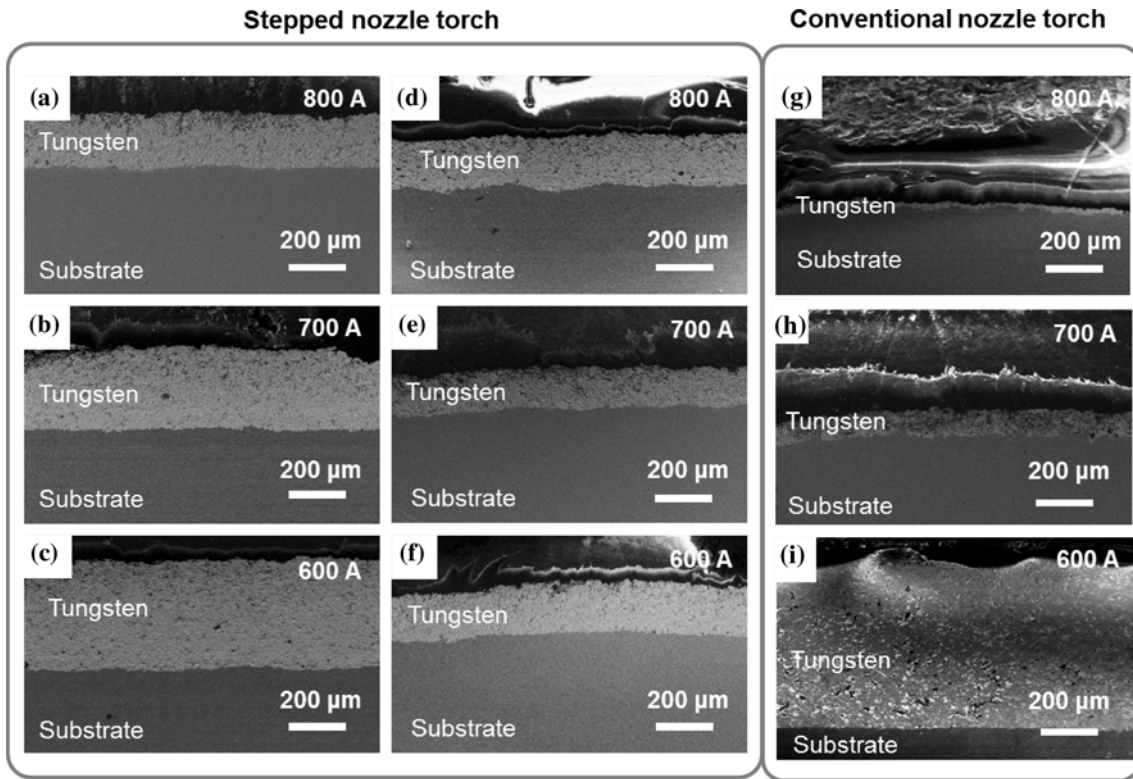 Stepped nozzle torch
Conventional nozzle torch
(a)
800 A
Tungsten
200 µm
Substrate
(d)
800 A
Tungsten
200 µm
Substrate
(g)
800 A
Tungsten
200 µm
Substrate
(b)
700 A
Tungsten
200 µm
Substrate
(e)
700 A
Tungsten
200 µm
Substrate
(h)
700 A
Tungsten
200 µm
Substrate
(c)
600 A
Tungsten
200 µm
Substrate
(f)
600 A
Tungsten
200 µm
Substrate
(i)
600 A
Tungsten
200 µm
Substrate